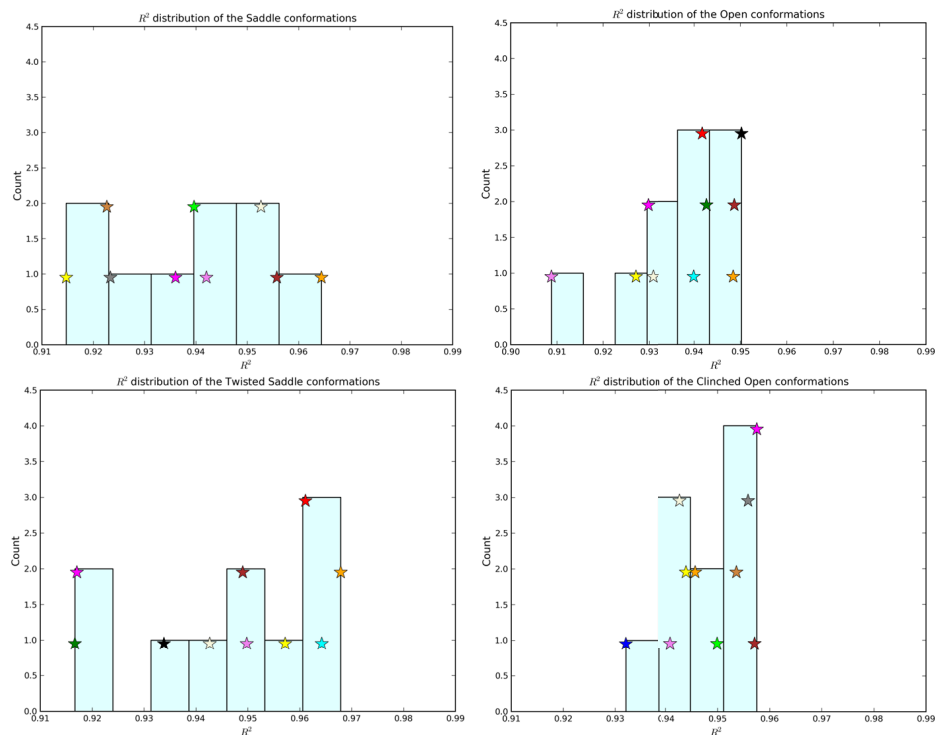 R² distribution of the Saddle conformations
4.5
4.0
3.5
3.0
2.5
2.0
1.5
1.0
0.5
0.0
Count
0.91 0.92 0.93 0.94 0.95 0.96 0.97 0.98 0.99
R²
R² distribution of the Open conformations
4.5
4.0
3.5
3.0
2.5
2.0
1.5
1.0
0.5
0.0
Count
0.90 0.91 0.92 0.93 0.94 0.95 0.96 0.97 0.98 0.99
R²
R² distribution of the Twisted Saddle conformations
4.5
4.0
3.5
3.0
2.5
2.0
1.5
1.0
0.5
0.0
Count
0.91 0.92 0.93 0.94 0.95 0.96 0.97 0.98 0.99
R²
R² distribution of the Clinched Open conformations
4.5
4.0
3.5
3.0
2.5
2.0
1.5
1.0
0.5
0.0
Count
0.91 0.92 0.93 0.94 0.95 0.96 0.97 0.98 0.99
R²